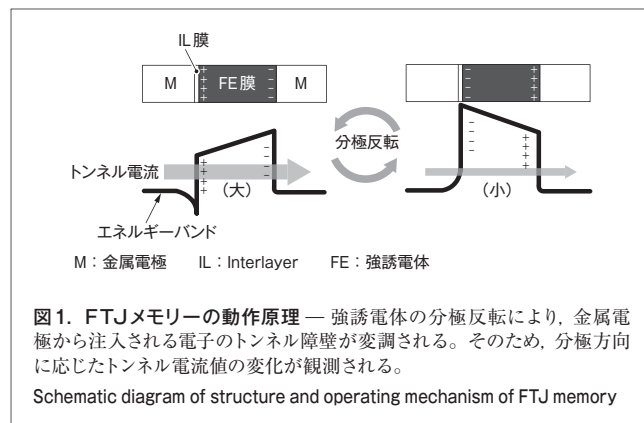 IL膜
M
FE膜
M
分極反転
トンネル電流
(大)
(小)
エネルギーバンド
M：金属電極 IL：Interlayer FE：強誘電体
図1. FTJメモリーの動作原理 — 強誘電体の分極反転により，金属電
極から注入される電子のトンネル障壁が変調される。そのため，分極方向
に応じたトンネル電流値の変化が観測される。
Schematic diagram of structure and operating mechanism of FTJ memory